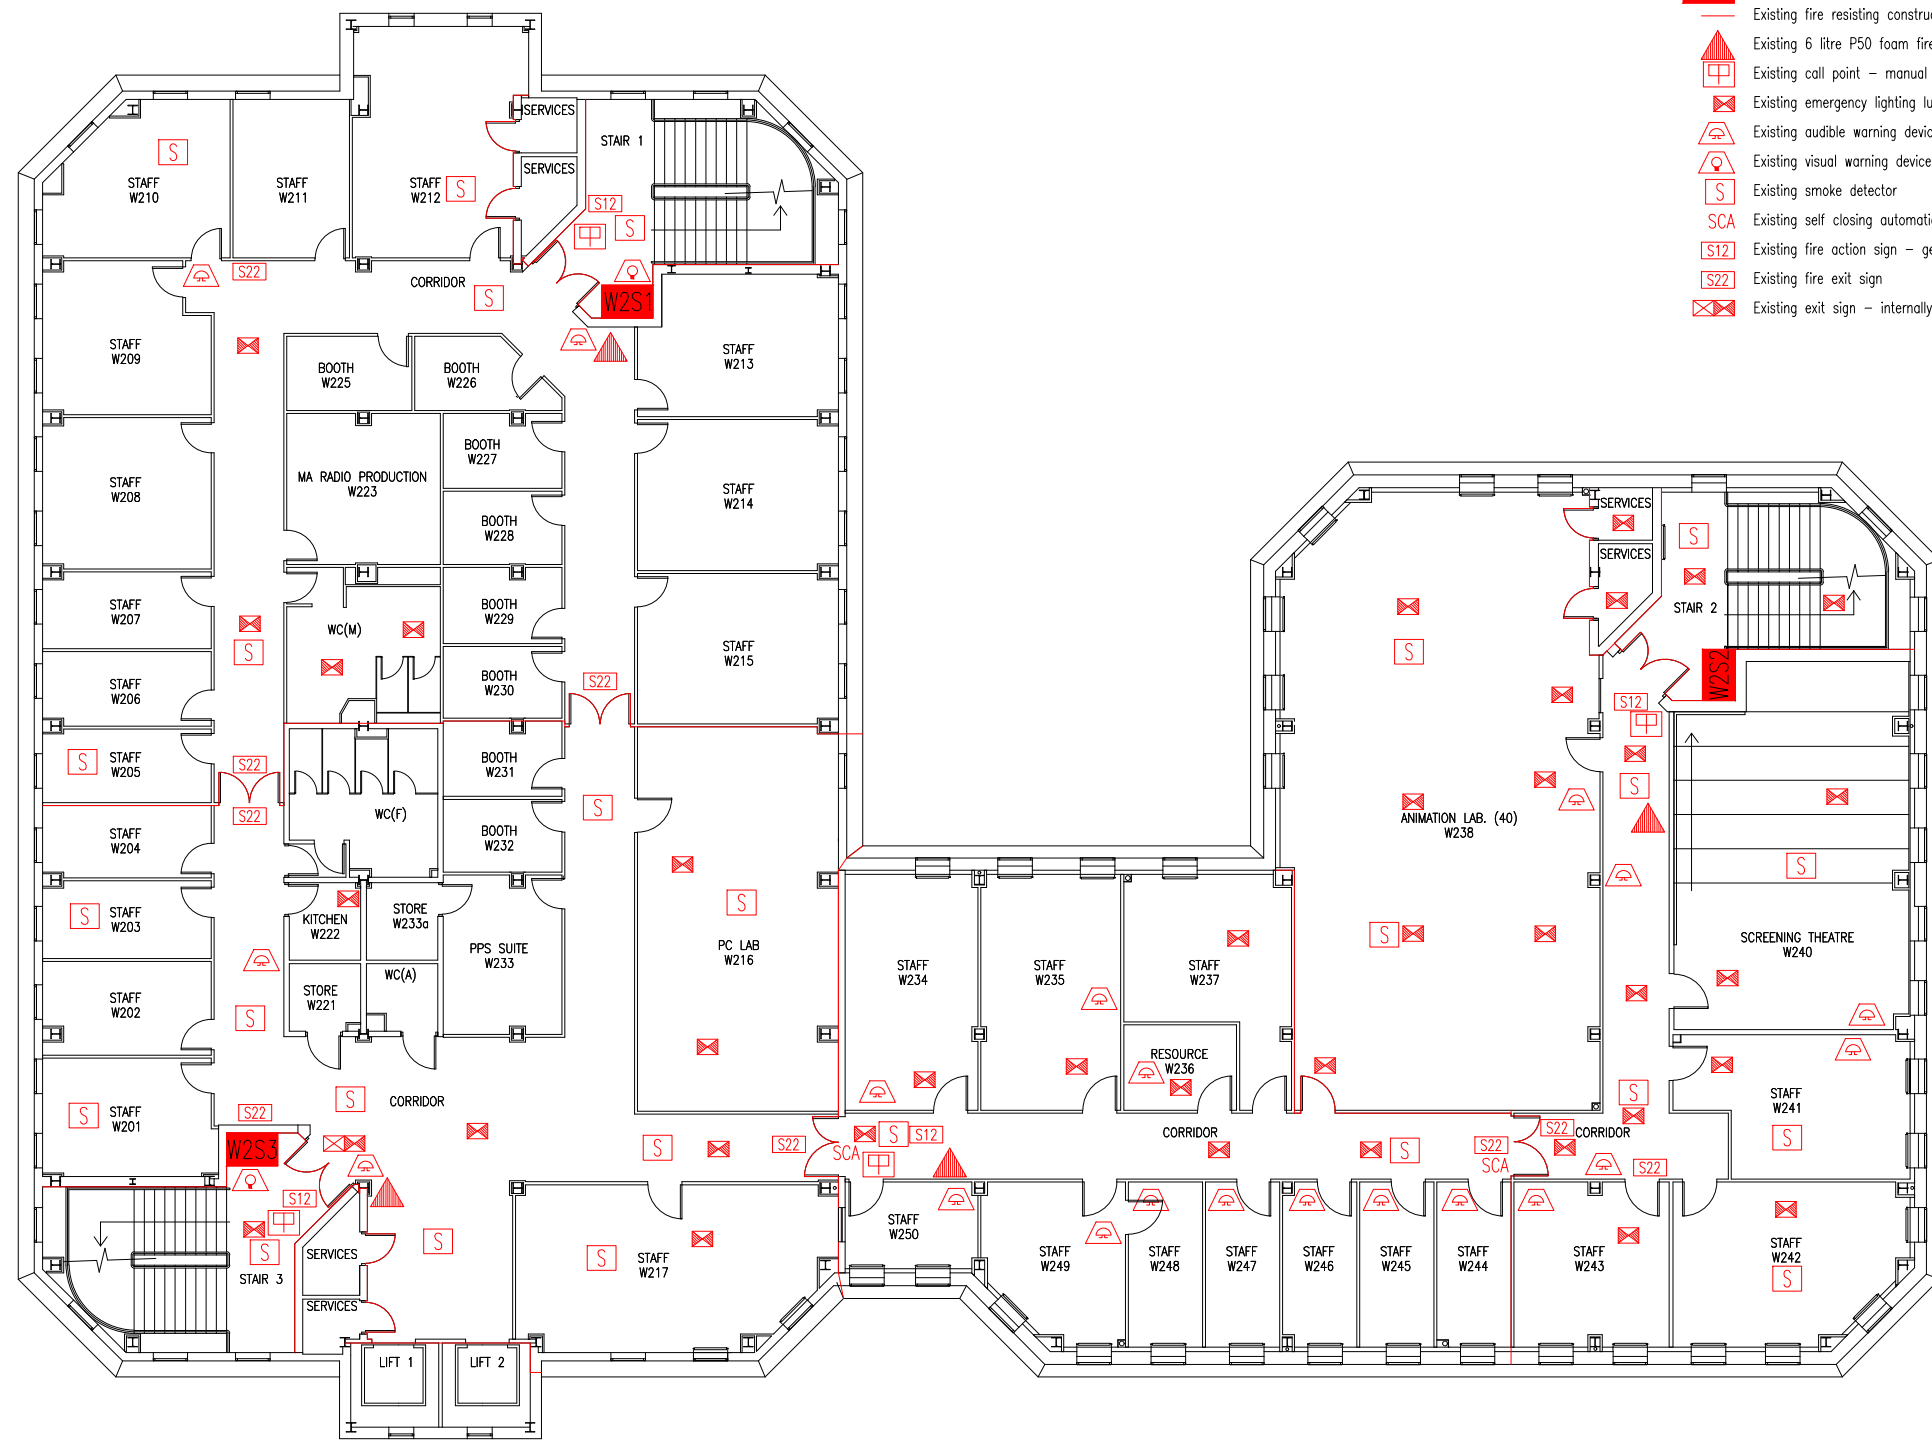 Existing fire resisting constru
Existing 6 litre P50 foam fire
Existing call point – manual
Existing emergency lighting lu
Existing audible warning devic
Existing visual warning device
S Existing smoke detector
SCA Existing self closing automati
S12 Existing fire action sign – ge
S22 Existing fire exit sign
Existing exit sign – internally
SERVICES
STAIR 1
SERVICES
S
STAFF
W210
STAFF
W211
STAFF
W212
S
S12
S
S22
CORRIDOR
S
W2S1
STAFF
W209
BOOTH
W225
BOOTH
W226
STAFF
W213
STAFF
W208
MA RADIO PRODUCTION
W223
BOOTH
W227
STAFF
W214
BOOTH
W228
STAFF
W207
S
WC(M)
BOOTH
W229
STAFF
W215
STAFF
W206
BOOTH
W230
S22
S
STAFF
W205
S22
S22
BOOTH
W231
S
STAFF
W204
WC(F)
BOOTH
W232
S
STAFF
W203
KITCHEN
W222
STORE
W233a
PPS SUITE
W233
S
PC LAB
W216
STAFF
W202
S
STORE
W221
WC(A)
S
STAFF
W201
S22
S
CORRIDOR
W2S3
S12
S
STAIR 3
SERVICES
SERVICES
S
S
S
STAFF
W217
LIFT 1
LIFT 2
S22
SCA
S
S12
STAFF
W234
STAFF
W235
STAFF
W237
RESOURCE
W236
CORRIDOR
S
S22
SCA
S22
CORRIDOR
S22
STAFF
W250
STAFF
W249
STAFF
W248
STAFF
W247
STAFF
W246
STAFF
W245
STAFF
W244
STAFF
W243
STAFF
W242
S
SERVICES
SERVICES
S
STAIR 2
S
W2S2
S12
S
ANIMATION LAB. (40)
W238
S
S
SCREENING THEATRE
W240
S
STAFF
W241
S